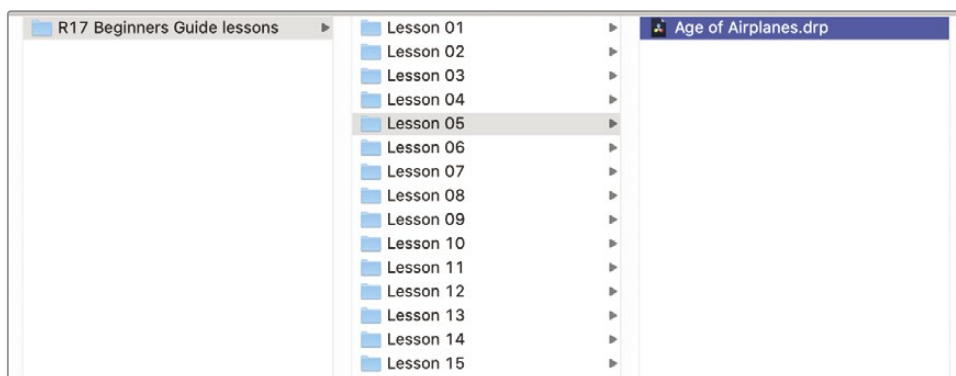 R17 Beginners Guide lessons
Lesson 01
Lesson 02
Lesson 03
Lesson 04
Lesson 05
Lesson 06
Lesson 07
Lesson 08
Lesson 09
Lesson 10
Lesson 11
Lesson 12
Lesson 13
Lesson 14
Lesson 15
Age of Airplanes.drp